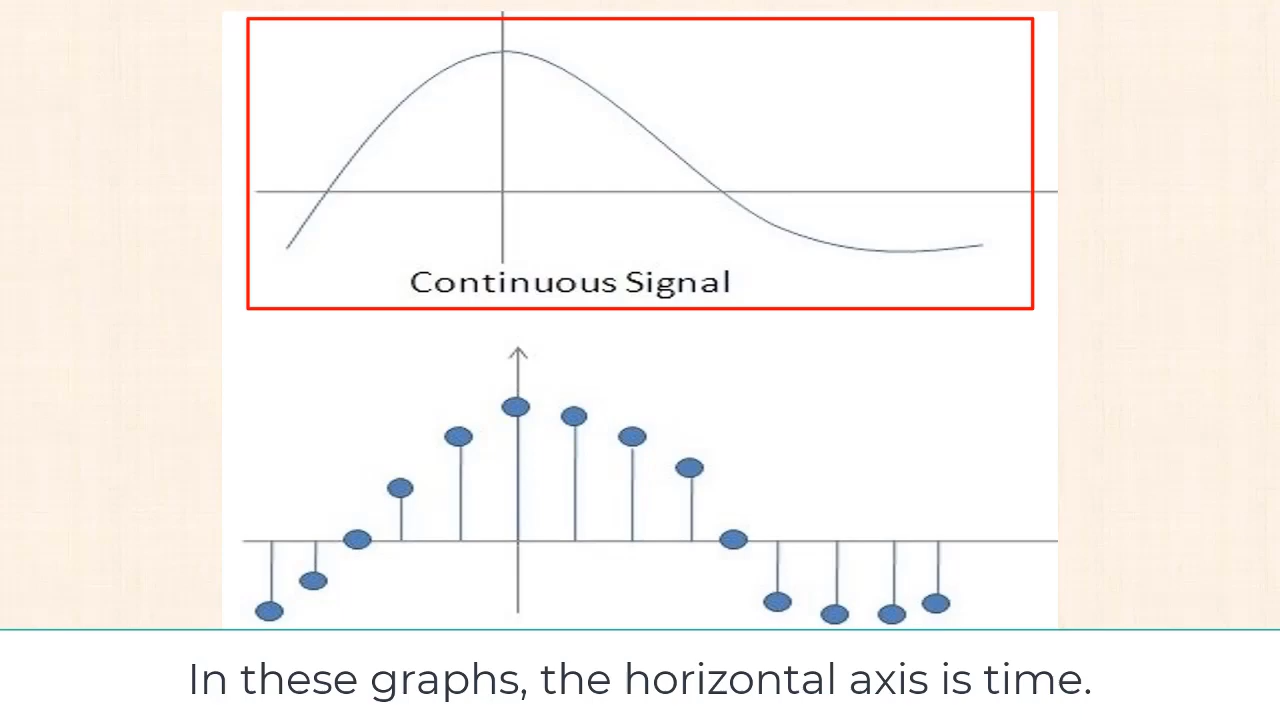 Continuous Signal
In these graphs, the horizontal axis is time.